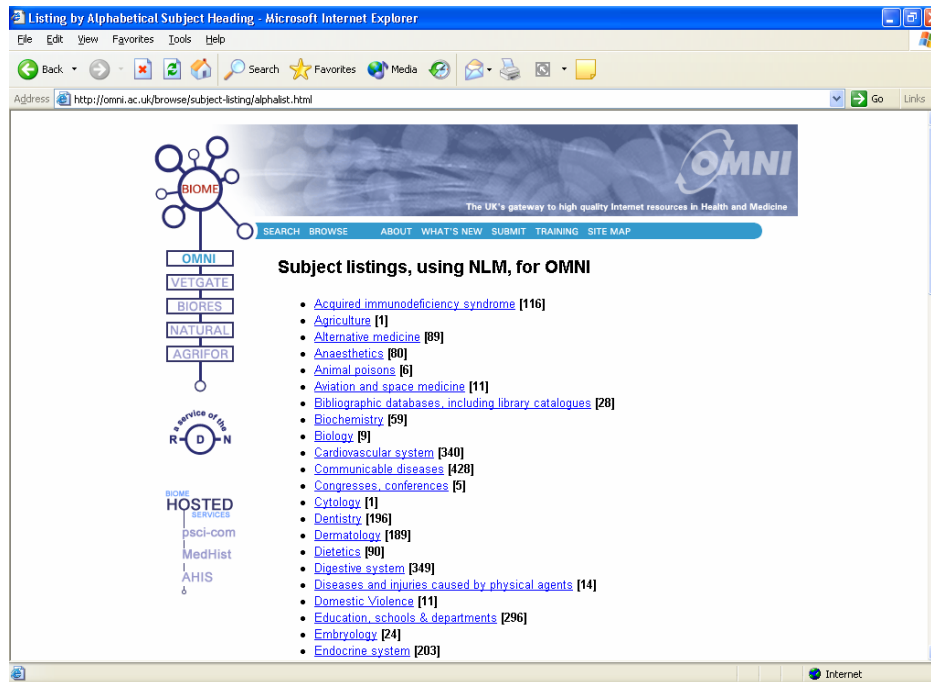 Listing by Alphabetical Subject Heading - Microsoft Internet Explorer
File Edit View Favorites Tools Help
Back Search Favorites Media
Address http://omni.ac.uk/browse/subject-listing/alphalist.html Go Links
BIOME
OMNI
The UK's gateway to high quality Internet resources in Health and Medicine
SEARCH BROWSE ABOUT WHAT'S NEW SUBMIT TRAINING SITE MAP
OMNI
VETGATE
BIORES
NATURAL
AGRIFOR
a service of the
R D N
BIOME
HOSTED
SERVICES
psci-com
MedHist
AHIS
Subject listings, using NLM, for OMNI
• Acquired immunodeficiency syndrome [116]
• Agriculture [1]
• Alternative medicine [89]
• Anaesthetics [80]
• Animal poisons [6]
• Aviation and space medicine [11]
• Bibliographic databases, including library catalogues [28]
• Biochemistry [59]
• Biology [9]
• Cardiovascular system [340]
• Communicable diseases [428]
• Congresses, conferences [5]
• Cytology [1]
• Dentistry [196]
• Dermatology [189]
• Dietetics [90]
• Digestive system [349]
• Diseases and injuries caused by physical agents [14]
• Domestic Violence [11]
• Education, schools & departments [296]
• Embryology [24]
• Endocrine system [203]
Internet